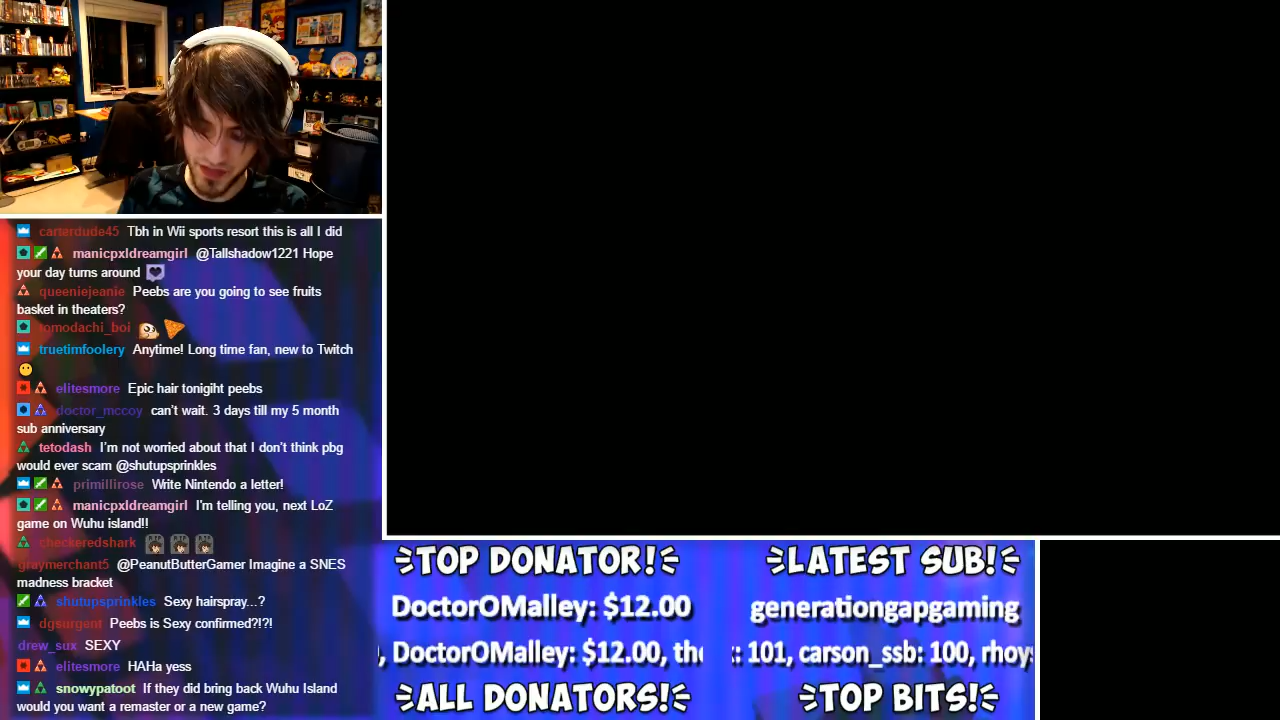 carterdude45 Tbh in Wii sports resort this is all I did
manicpxldreamgirl @Tallshadow1221 Hope
your day turns around
queeniejeanie Peebs are you going to see fruits
basket in theaters?
tomodachi_boi
truetimfoolery Anytime! Long time fan, new to Twitch
elitesmore Epic hair tonigiht peebs
doctor_mccoy can't wait. 3 days till my 5 month
sub anniversary
tetodash I'm not worried about that I don't think pbg
would ever scam @shutupsprinkles
primillirose Write Nintendo a letter!
manicpxldreamgirl I'm telling you, next LoZ
game on Wuhu island!!
checkeredshark
graymerchant5 @PeanutButterGamer Imagine a SNES
madness bracket
shutupsprinkles Sexy hairspray...?
dgsurgent Peebs is Sexy confirmed?!?!
drew_sux SEXY
elitesmore HAHa yess
snowypatoot If they did bring back Wuhu Island
would you want a remaster or a new game?
TOP DONATOR!
DoctorOMalley: $12.00
, DoctorOMalley: $12.00, the
ALL DONATORS!
LATEST SUB!
generationgapgaming
: 101, carson_ssb: 100, rhoy
TOP BITS!